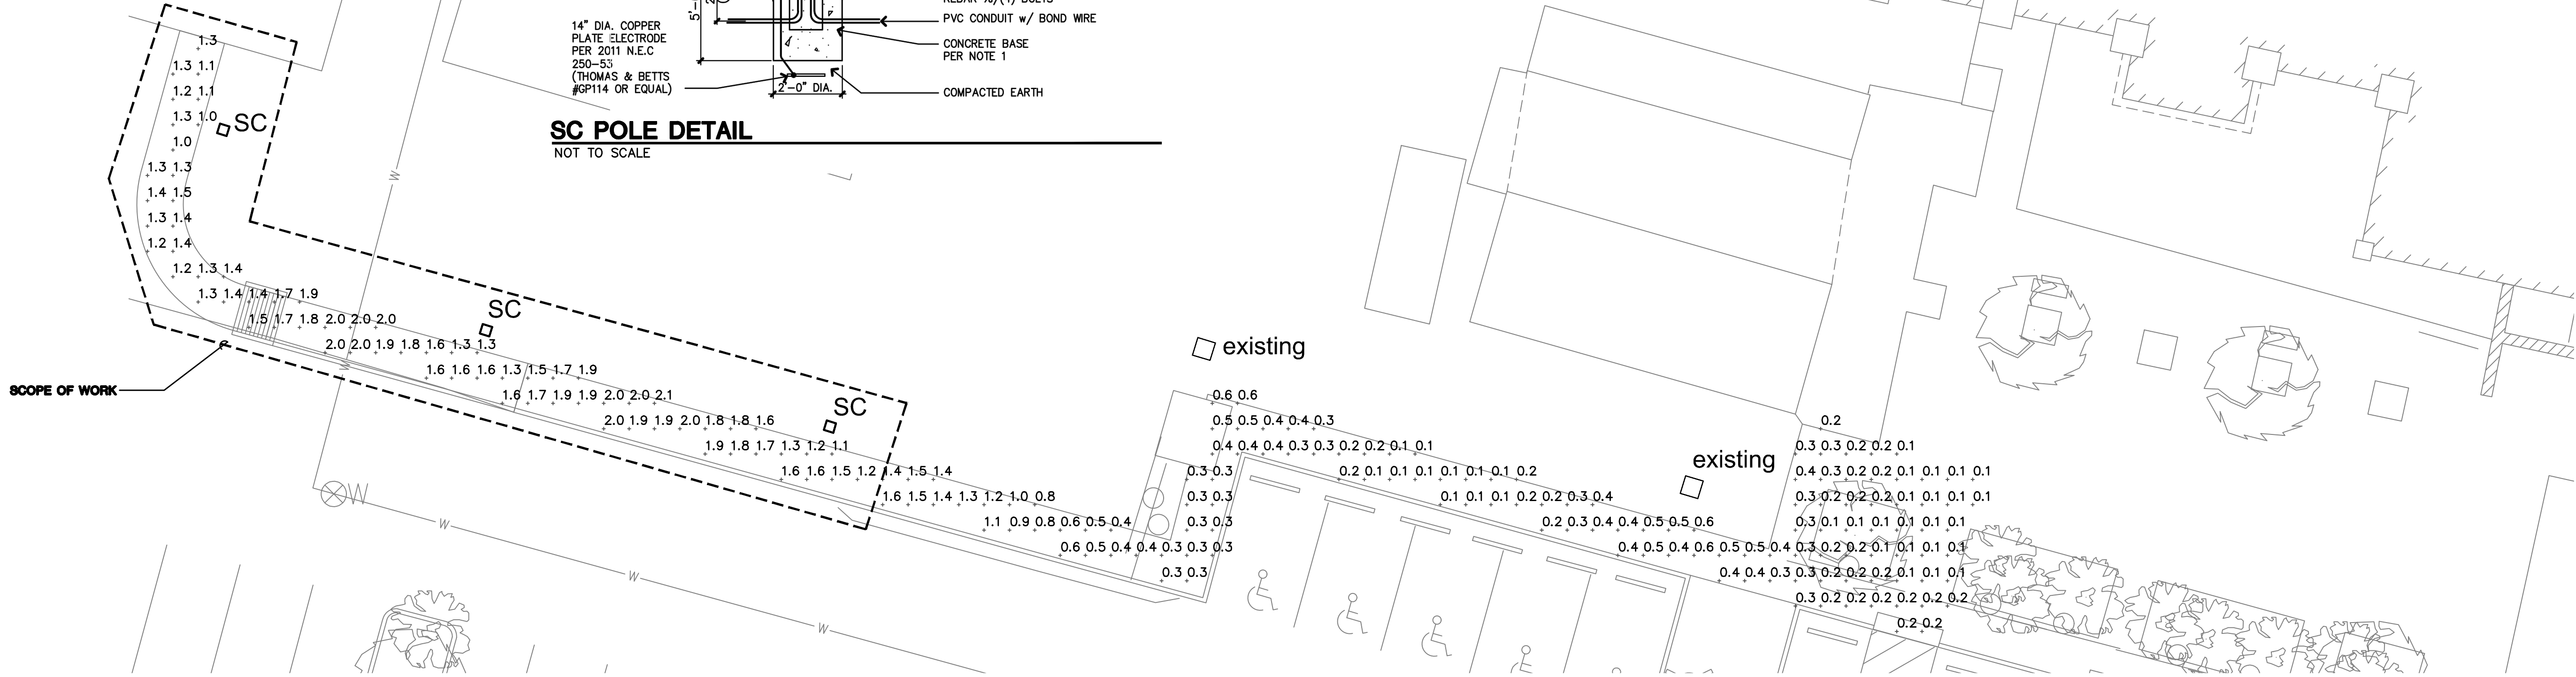 REBAR ⅝)(4) BOLTS
PVC CONDUIT w/ BOND WIRE
14" DIA. COPPER
PLATE ELECTRODE
PER 2011 N.E.C
250-53
(THOMAS & BETTS
#GP114 OR EQUAL)
CONCRETE BASE
PER NOTE 1
2'-0" DIA.
COMPACTED EARTH
SC POLE DETAIL
NOT TO SCALE
1.3
1.3 1.1
1.2 1.1
1.3 1.0
SC
1.0
1.3 1.3
1.4 1.5
W
1.3 1.4
1.2 1.4
1.2 1.3 1.4
1.3 1.4 1.4 1.7 1.9
SC
1.5 1.7 1.8 2.0 2.0 2.0
2.0 2.0 1.9 1.8 1.6 1.3 1.3
W
existing
1.6 1.6 1.6 1.3 1.5 1.7 1.9
SCOPE OF WORK
1.6 1.7 1.9 1.9 2.0 2.0 2.1
0.6 0.6
SC
2.0 1.9 1.9 2.0 1.8 1.8 1.6
0.5 0.5 0.4 0.4 0.3
0.2
1.9 1.8 1.7 1.3 1.2 1.1
0.4 0.4 0.4 0.3 0.3 0.2 0.2 0.1 0.1
0.3 0.3 0.2 0.2 0.1
existing
1.6 1.6 1.5 1.2 1.4 1.5 1.4
0.3 0.3
0.2 0.1 0.1 0.1 0.1 0.1 0.1 0.2
0.4 0.3 0.2 0.2 0.1 0.1 0.1 0.1
W
1.6 1.5 1.4 1.3 1.2 1.0 0.8
0.3 0.3
0.1 0.1 0.1 0.2 0.2 0.3 0.4
0.3 0.2 0.2 0.2 0.1 0.1 0.1 0.1
W
1.1 0.9 0.8 0.6 0.5 0.4
0.3 0.3
0.2 0.3 0.4 0.4 0.5 0.5 0.6
0.3 0.1 0.1 0.1 0.1 0.1 0.1
0.6 0.5 0.4 0.4 0.3 0.3 0.3
0.4 0.5 0.4 0.6 0.5 0.5 0.4 0.3 0.2 0.2 0.1 0.1 0.1 0.1
W
0.3 0.3
0.4 0.4 0.3 0.3 0.2 0.2 0.2 0.1 0.1 0.1
0.3 0.2 0.2 0.2 0.2 0.2 0.2
W
0.2 0.2